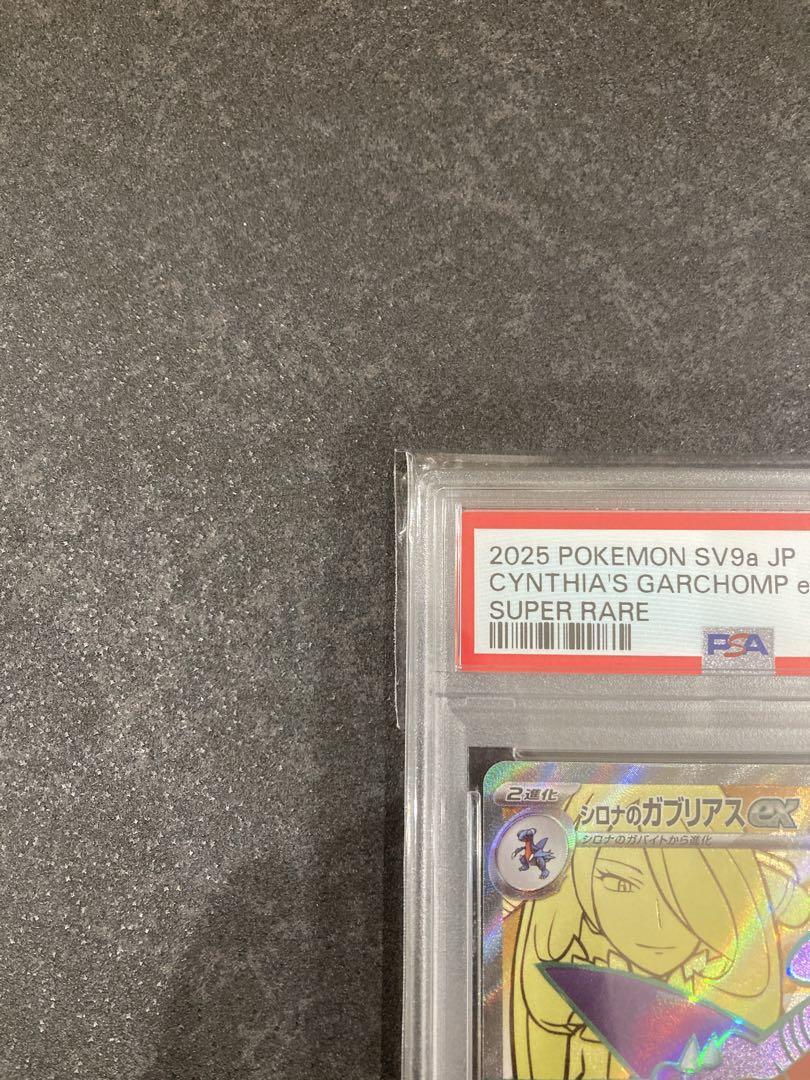 2025 POKEMON SV9a JP
CYNTHIA'S GARCHOMP e
SUPER RARE
PSA
2進化
シロナのガブリアスex
シロナのガバイトから進化